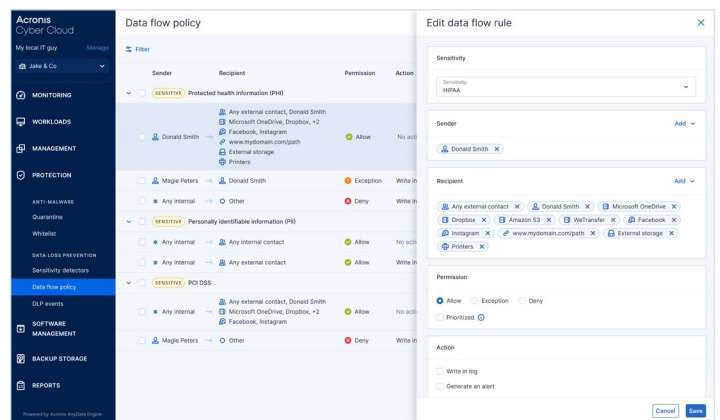 Acronis
Cyber Cloud
My local IT guy Manage
Jake & Co
MONITORING
WORKLOADS
MANAGEMENT
PROTECTION
ANTI-MALWARE
Quarantine
Whitelist
DATA LOSS PREVENTION
Sensitivity detectors
Data flow policy
DLP events
SOFTWARE
MANAGEMENT
BACKUP STORAGE
REPORTS
Powered by Acronis AnyData Engine
Data flow policy
Filter
Sender Recipient Permission Action
SENSITIVE Protected health information (PHI)
Any external contact, Donald Smith
Microsoft OneDrive, Dropbox, +2
Facebook, Instagram
Donald Smith → Allow No acti
www.mydomain.com/path
External storage
Printers
Magie Peters → Donald Smith Exception Write in
Any internal → Other Deny Write in
SENSITIVE Personally identifiable information (PII)
Any internal → Any internal contact Allow No acti
Any internal → Any external contact Allow Write in
SENSITIVE PCI DSS
Any external contact, Donald Smith
Any internal → Microsoft OneDrive, Dropbox, +2 Allow No acti
Facebook, Instagram
Magie Peters → Other Deny Write in
Edit data flow rule
Sensitivity
Sensitivity
HIPAA
Sender Add
Donald Smith
Recipient Add
Any external contact Donald Smith Microsoft OneDrive
Dropbox Amazon S3 WeTransfer Facebook
Instagram www.mydomain.com/path External storage
Printers
Permission
Allow Exception Deny
Prioritized
Action
Write in log
Generate an alert
Cancel Save